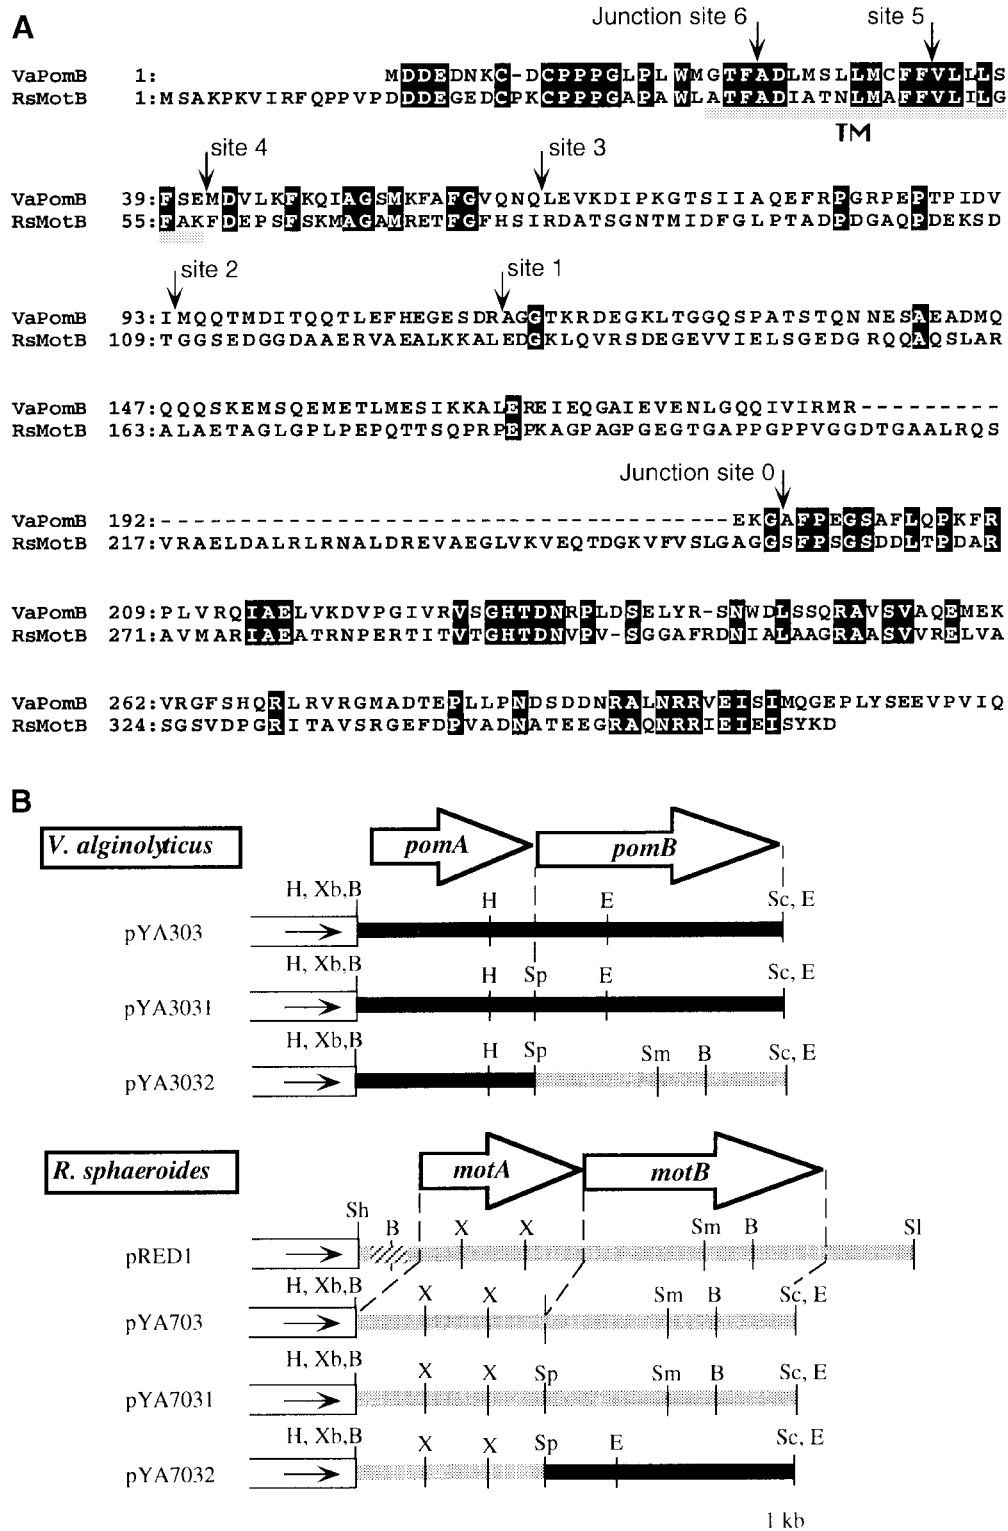 A
Junction site 6 site 5
VaPomB 1: MDDEDNKC-DCPPPGLPLWMGTFADLMSLLMCFFVLLLS
RsMotB 1:MSAKPKVIRFQPPVPDDDEGEDCPKCPPPGAPAWLATFADIATNLMAFFVLILG
TM
site 4 site 3
VaPomB 39:FSEMDVLKFKQIAGSMKFAFGVQNQLEVKDIPKGTSIIAQEFRPGRPEPTPIDV
RsMotB 55:FAKFDEPSFSKMAGAMRETFGFHSIRDATSGNTMIDFGLPTADPDGAQPDEKSD
site 2 site 1
VaPomB 93:IMQQTMDITQQTLEFHEGESDRAGGTKRDEGKLTGGQSPATSTQNNESAEADMQ
RsMotB 109:TGGSEDGGDAAERVAEALKKALEDGKLQVRSDEGEVVIELSGEDGRQQAQSLAR
VaPomB 147:QQQSKEMSQEMETLMESIKKALEREIEQGAIEVENLGQQIVIRMR---------
RsMotB 163:ALAETAGLGPLPEPQTTSQPRPEPKAGPAGPGEGTGAPPGPPVGGDTGAALRQS
Junction site 0
VaPomB 192:------------------------------------EKGAFPEGSAFLQPKFR
RsMotB 217:VRAELDALRLRNALDREVAEGLVKVEQTDGKVFVSLGAGGSFPSGSDDLTPDAR
VaPomB 209:PLVRQIAELVKDVPGIVRVSGHTDNRPLDSELYR-SNWDLSSQRAVSVAQEMEK
RsMotB 271:AVMARIAEATRNPERTITVTGHTDNVPV-SGGAFRDNIALAAGRAASVVRELVA
VaPomB 262:VRGFSHQRLRVRGMADTEPLLPNDSDDNRALNRRVEISIMQGEPLYSEEVPVIQ
RsMotB 324:SGSVDPGRITAVSRGEFDPVADNATEEGRAQNRRIEIEISYKD
B
V. alginolyticus pomA pomB
H, Xb,B H E Sc, E
pYA303
H, Xb,B H Sp E Sc, E
pYA3031
H, Xb,B H Sp Sm B Sc, E
pYA3032
R. sphaeroides motA motB
Sh B X X Sm B Sl
pRED1
H, Xb,B X X Sm B Sc, E
pYA703
H, Xb,B X X Sp Sm B Sc, E
pYA7031
H, Xb,B X X Sp E Sc, E
pYA7032
1 kb